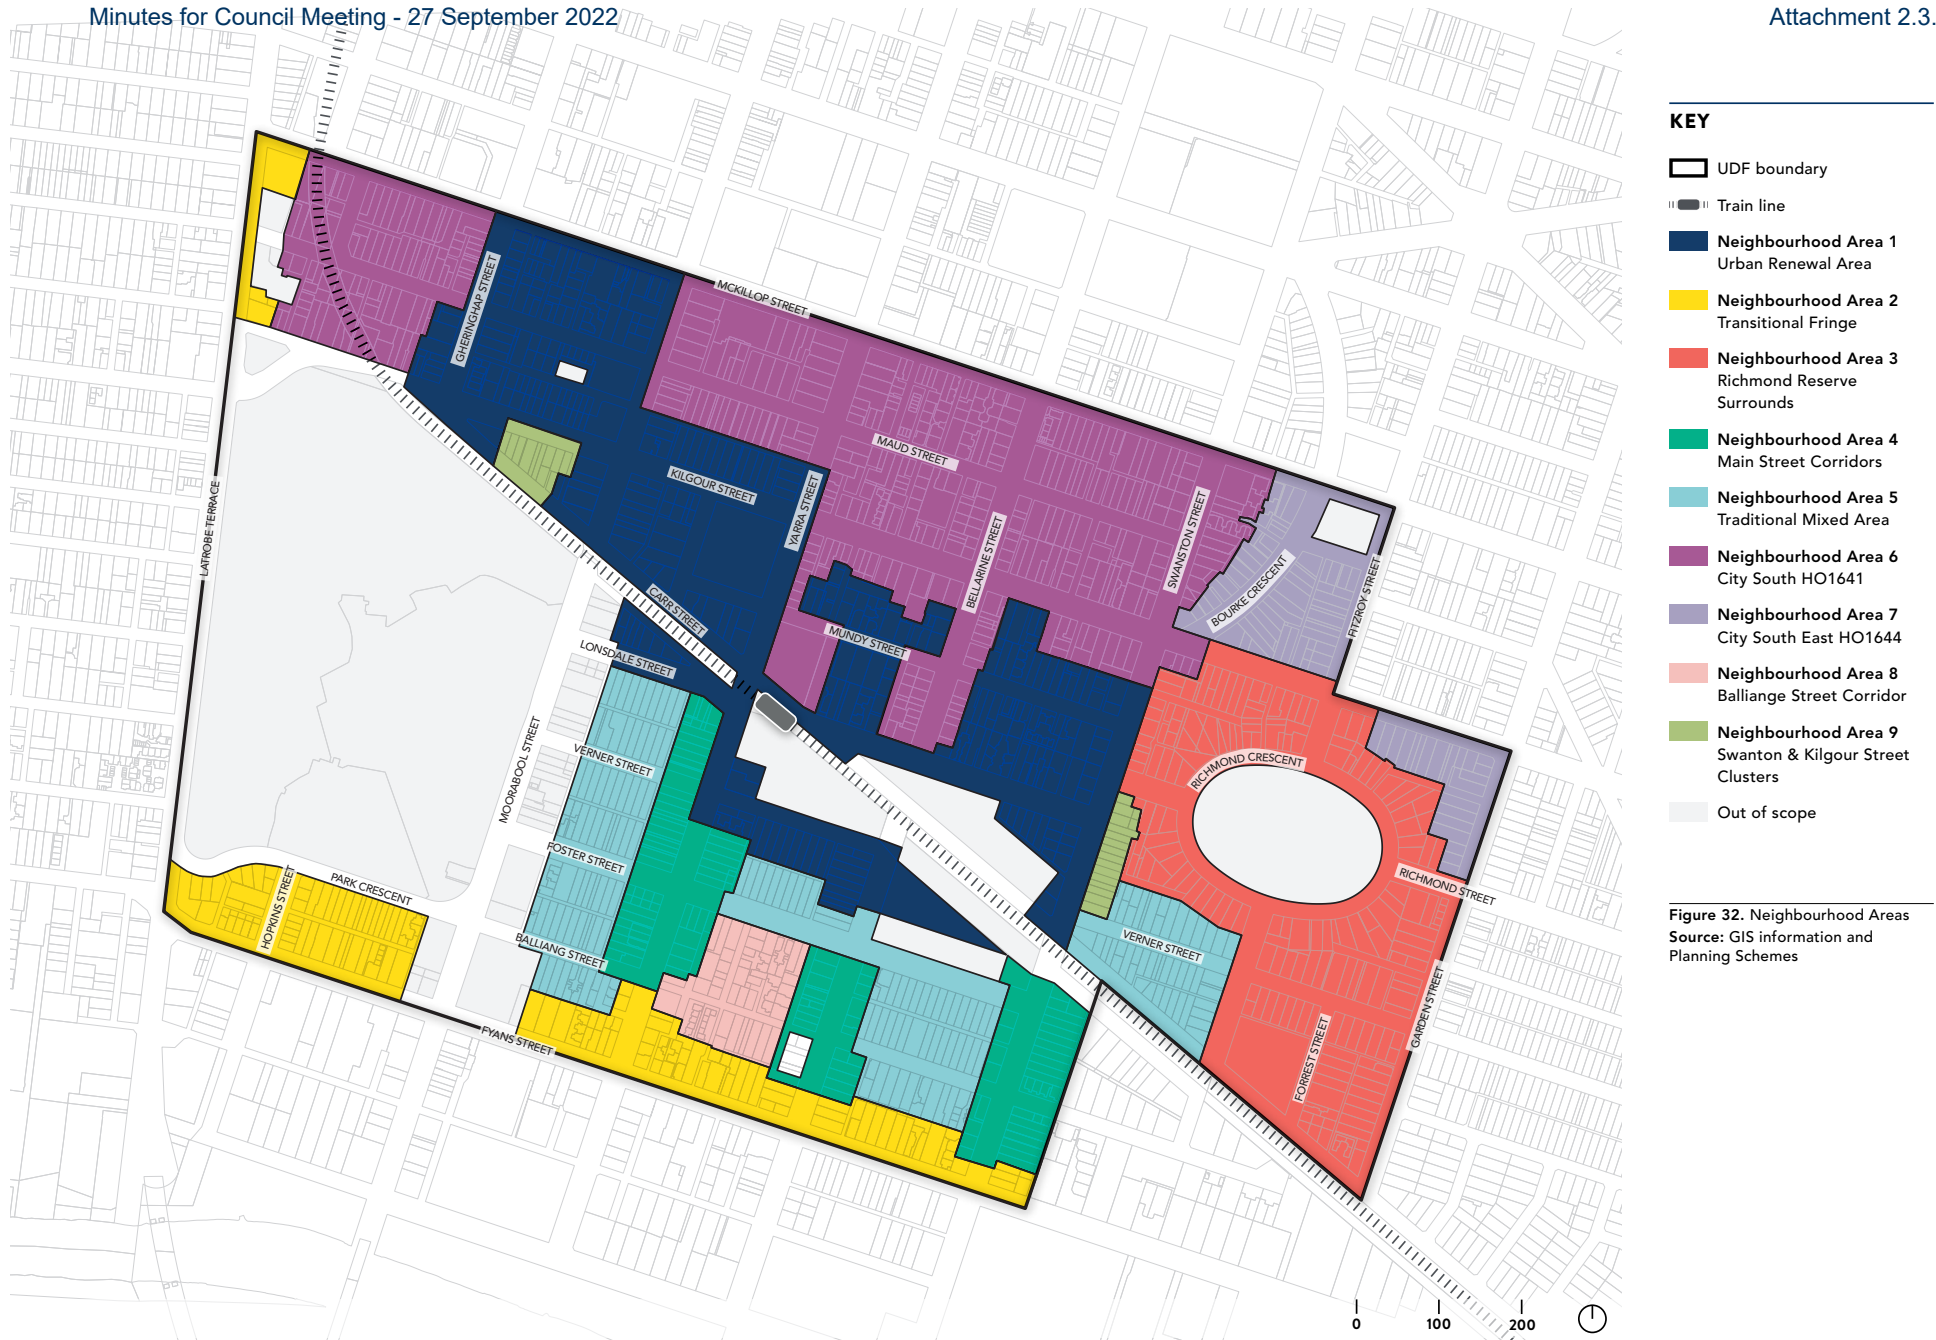 Minutes for Council Meeting - 27 September 2022
Attachment 2.3.
MCKILLOP STREET
GHERINGHAP STREET
MAUD STREET
KILGOUR STREET
YARRA STREET
LATROBE TERRACE
SWANSTON STREET
BELLARINE STREET
BOURKE CRESCENT
FITZROY STREET
CARR STREET
MUNDY STREET
LONSDALE STREET
MOORABOOL STREET
VERNER STREET
RICHMOND CRESCENT
FOSTER STREET
PARK CRESCENT
HOPKINS STREET
RICHMOND STREET
BALLIANG STREET
VERNER STREET
GARDEN STREET
FORREST STREET
FYANS STREET
KEY
UDF boundary
Train line
Neighbourhood Area 1
Urban Renewal Area
Neighbourhood Area 2
Transitional Fringe
Neighbourhood Area 3
Richmond Reserve
Surrounds
Neighbourhood Area 4
Main Street Corridors
Neighbourhood Area 5
Traditional Mixed Area
Neighbourhood Area 6
City South HO1641
Neighbourhood Area 7
City South East HO1644
Neighbourhood Area 8
Balliange Street Corridor
Neighbourhood Area 9
Swanton & Kilgour Street
Clusters
Out of scope
Figure 32. Neighbourhood Areas
Source: GIS information and
Planning Schemes
0 100 200